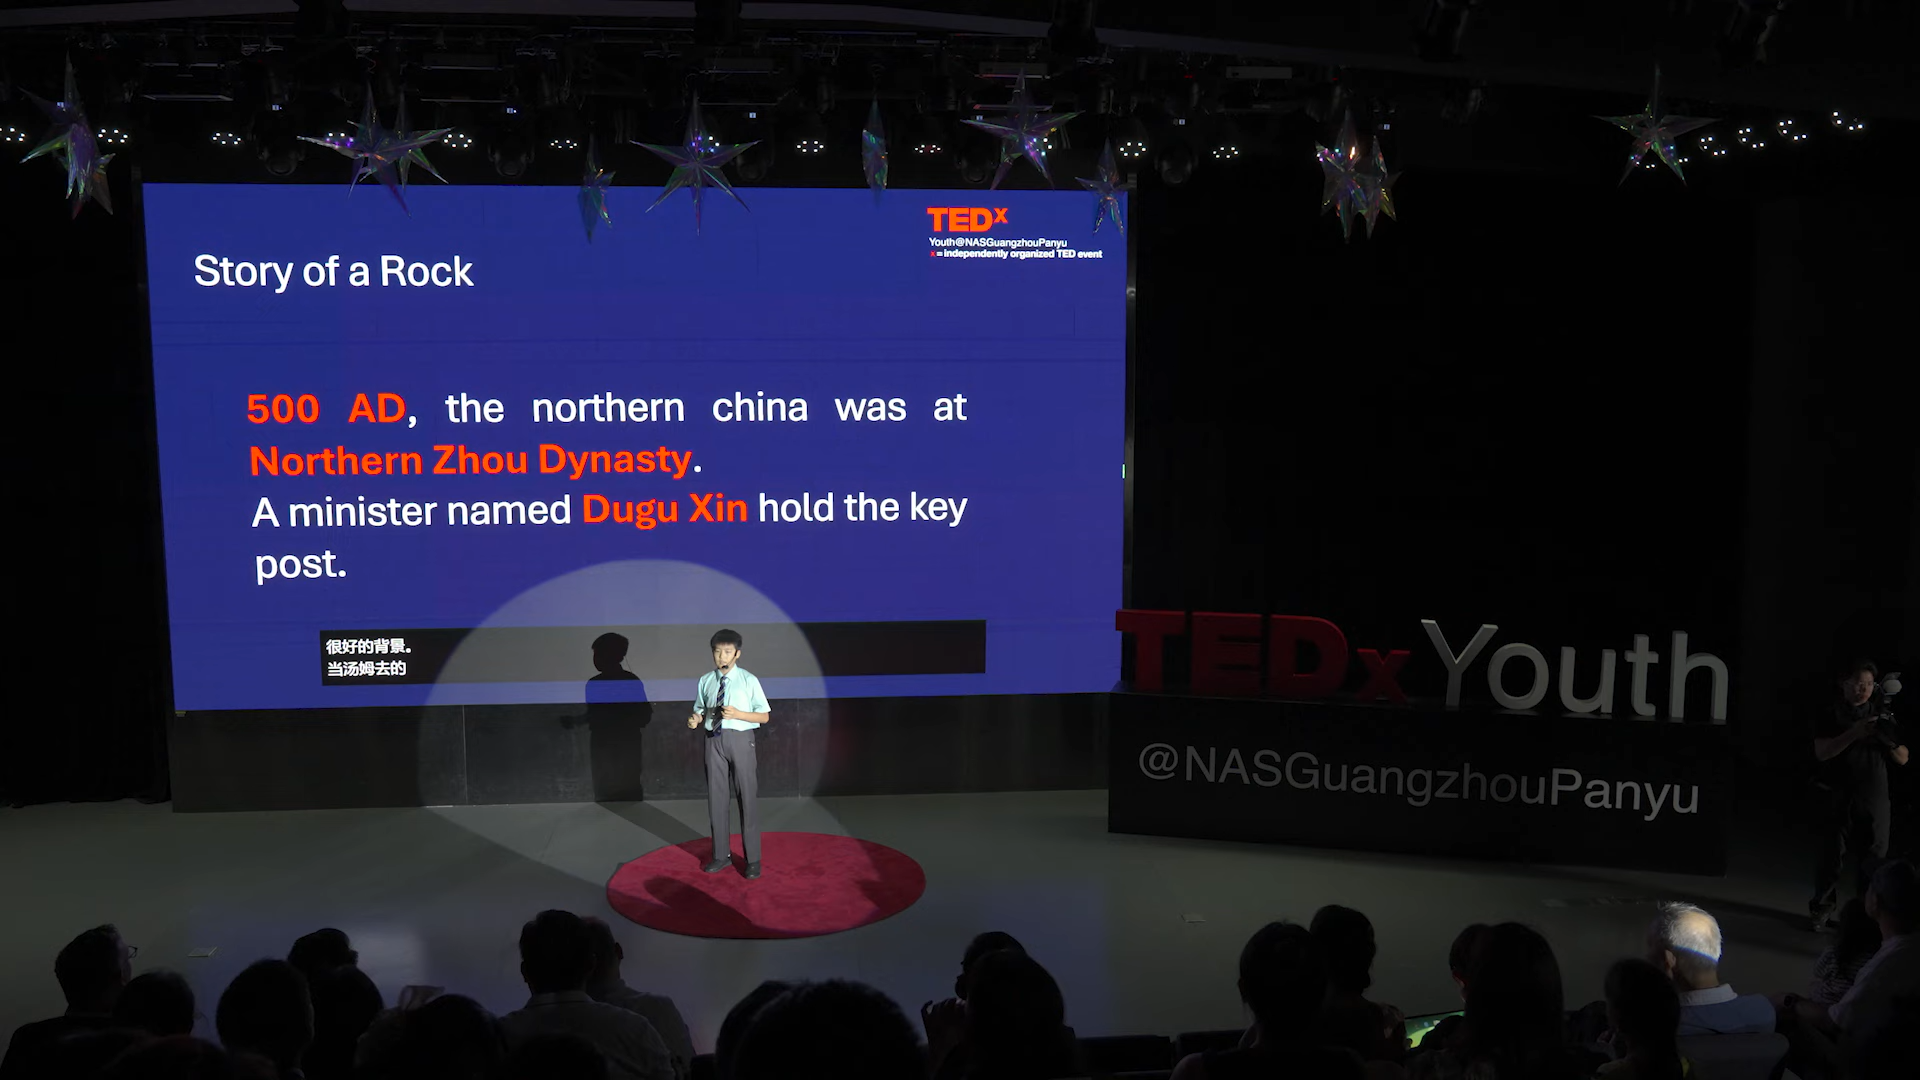 TEDx
Youth@NASGuangzhouPanyu
x = independently organized TED event
Story of a Rock
500 AD, the northern china was at
Northern Zhou Dynasty.
A minister named Dugu Xin hold the key
post.
很好的背景。
当汤姆去的
TEDxYouth
@NASGuangzhouPanyu